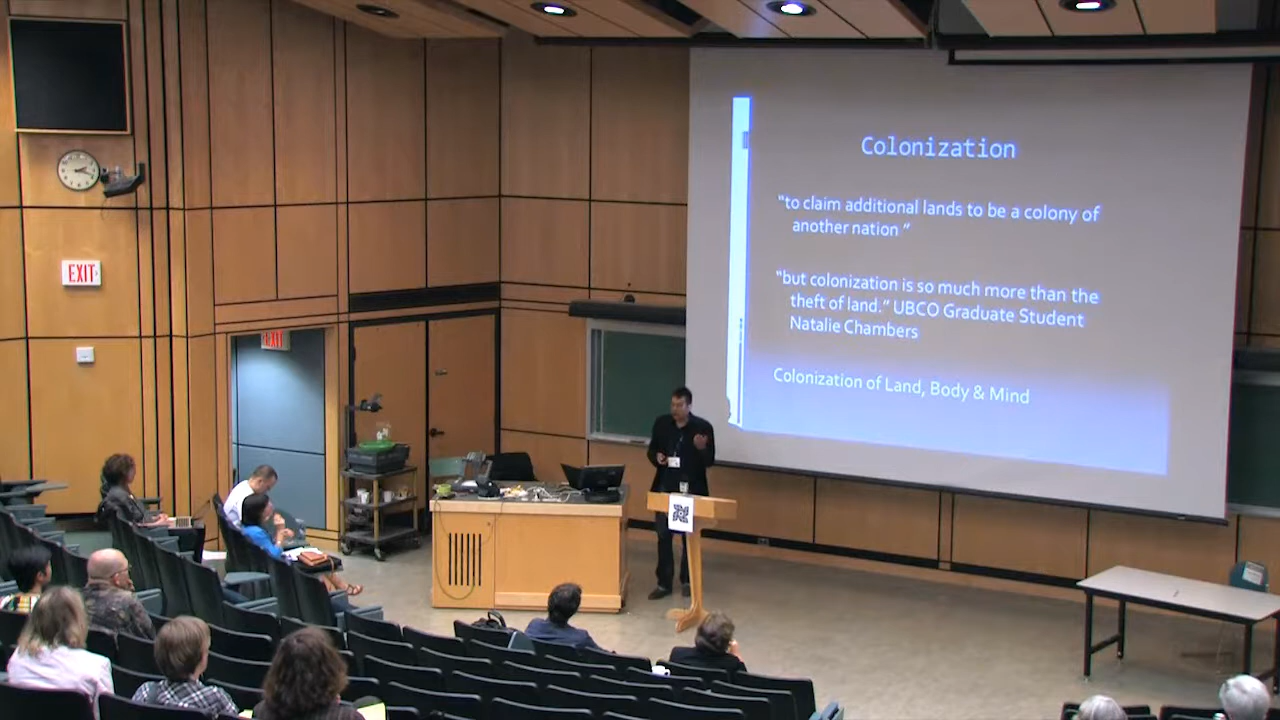 Colonization
"to claim additional lands to be a colony of
another nation "
"but colonization is so much more than the
theft of land." UBCO Graduate Student
Natalie Chambers
Colonization of Land, Body & Mind
EXIT
EXIT